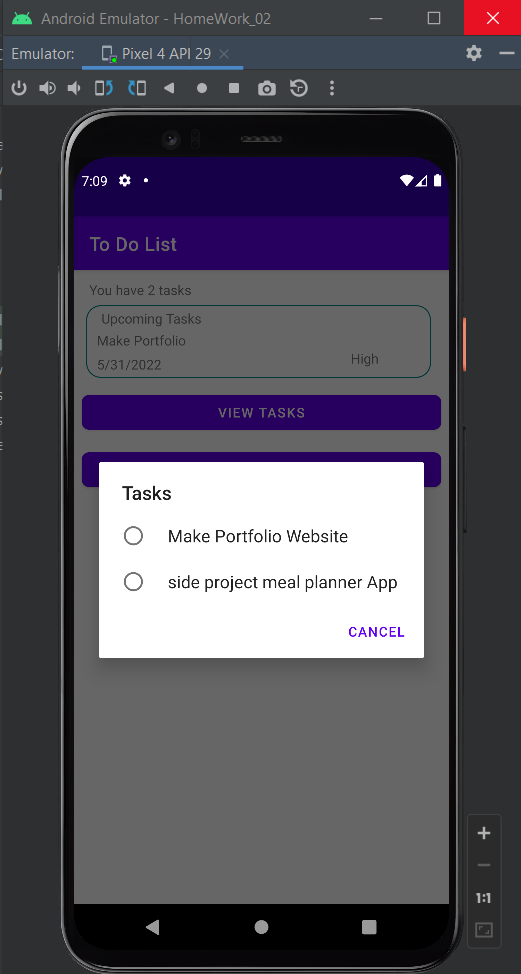 Android Emulator - HomeWork_02
Emulator:
Pixel 4 API 29
7:09
To Do List
You have 2 tasks
Upcoming Tasks
Make Portfolio
5/31/2022
High
VIEW TASKS
Tasks
Make Portfolio Website
side project meal planner App
CANCEL
1:1